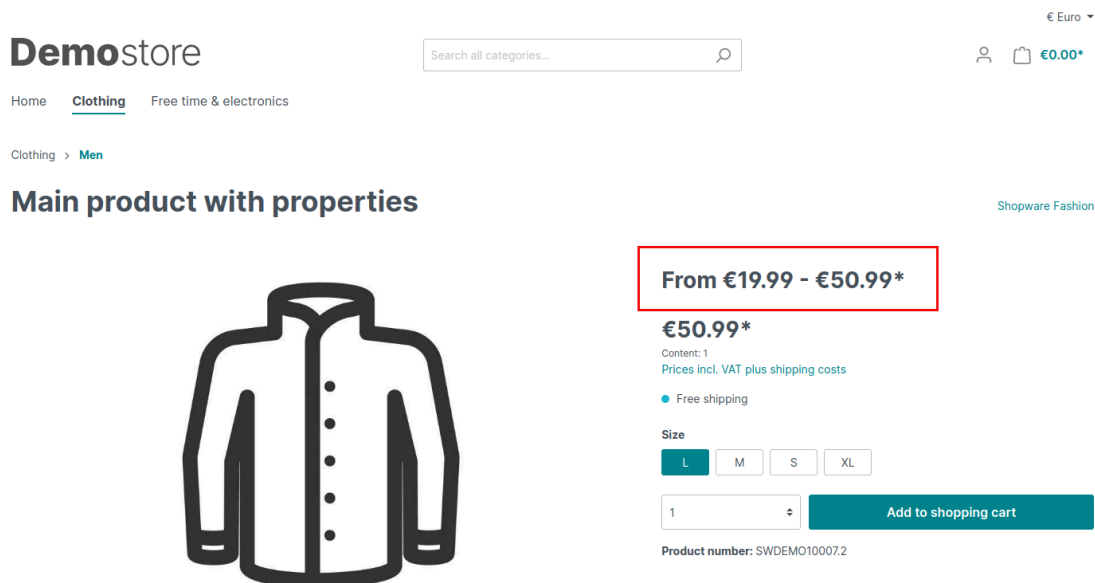 € Euro
Demostore
Search all categories...
€0.00*
Home Clothing Free time & electronics
Clothing > Men
Main product with properties
Shopware Fashion
From €19.99 - €50.99*
€50.99*
Content: 1
Prices incl. VAT plus shipping costs
Free shipping
Size
L M S XL
1
Add to shopping cart
Product number: SWDEMO10007.2